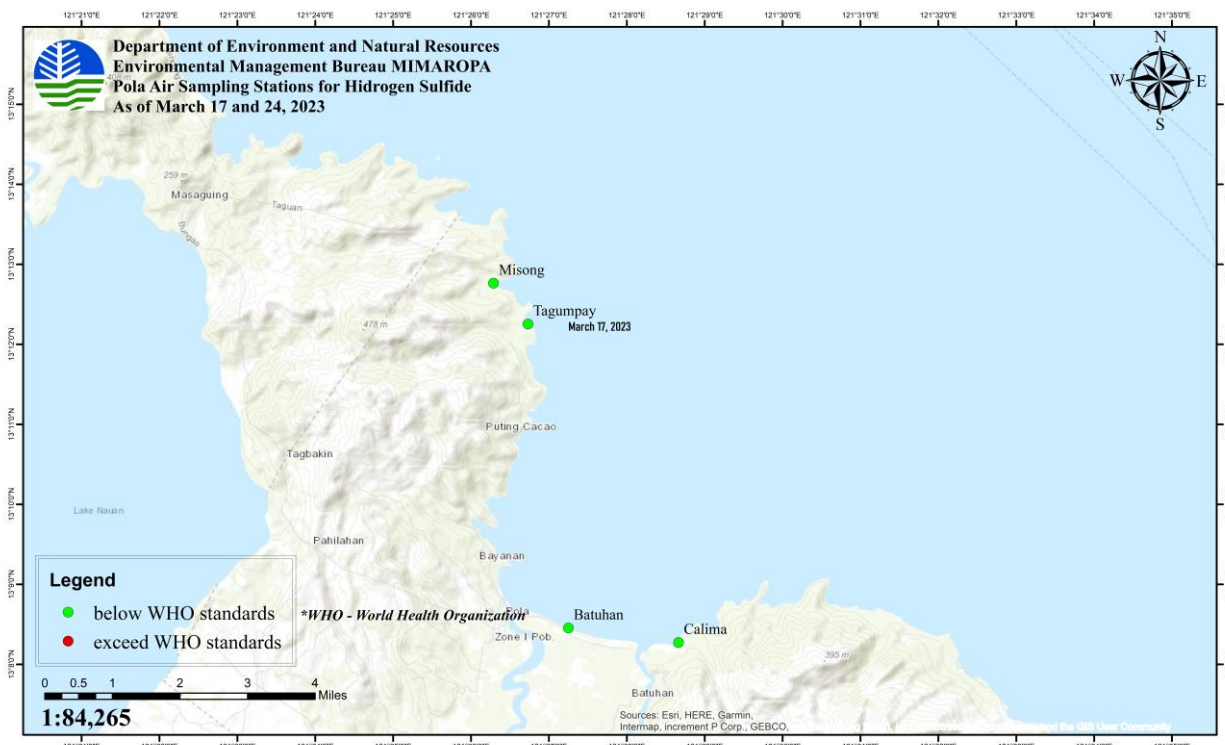 121°21'0"E 121°22'0"E 121°23'0"E 121°24'0"E 121°25'0"E 121°26'0"E 121°27'0"E 121°28'0"E 121°29'0"E 121°30'0"E 121°31'0"E 121°32'0"E 121°33'0"E 121°34'0"E 121°35'0"E
Department of Environment and Natural Resources
Environmental Management Bureau MIMAROPA
Pola Air Sampling Stations for Hidrogen Sulfide
As of March 17 and 24, 2023
N
W E
S
408 m
13°15'0"N
13°14'0"N
13°13'0"N
13°12'0"N
13°11'0"N
13°10'0"N
13°9'0"N
13°8'0"N
259 m
Masaguing
Taguan
Bungao
Misong
Tagumpay
March 17, 2023
478 m
Puting Cacao
Tagbakin
Lake Naujan
Pahilahan
Bayanan
Legend
below WHO standards
exceed WHO standards
*WHO - World Health Organization
Pola
Zone I Pob.
Batuhan
Calima
395 m
Batuhan
0 0.5 1 2 3 4
Miles
1:84,265
Sources: Esri, HERE, Garmin,
Intermap, increment P Corp., GEBCO,
and the GIS User Community